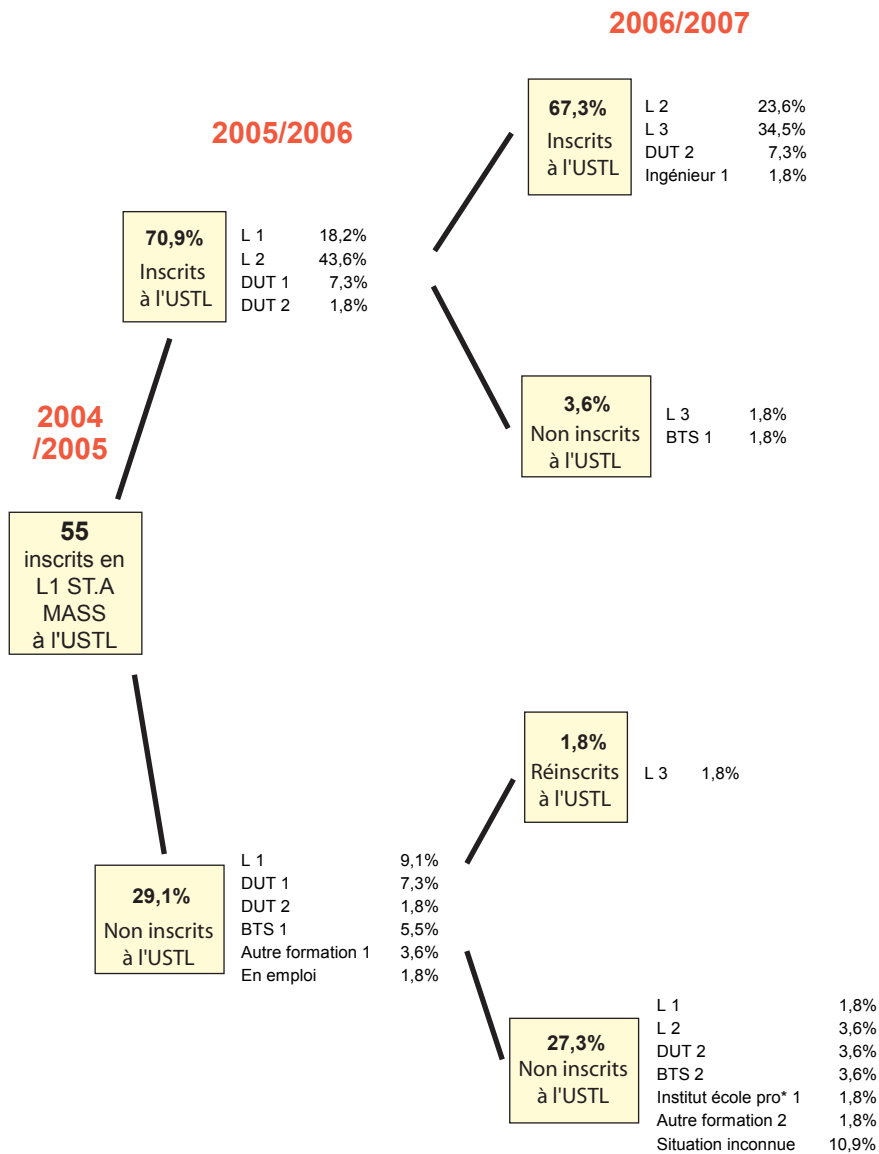 2006/2007
67,3%
Inscrits
à l'USTL
L 2 23,6%
L 3 34,5%
DUT 2 7,3%
Ingénieur 1 1,8%
2005/2006
70,9%
Inscrits
à l'USTL
L 1 18,2%
L 2 43,6%
DUT 1 7,3%
DUT 2 1,8%
3,6%
Non inscrits
à l'USTL
L 3 1,8%
BTS 1 1,8%
2004
/2005
55
inscrits en
L1 ST.A
MASS
à l'USTL
1,8%
Réinscrits
à l'USTL
L 3 1,8%
29,1%
Non inscrits
à l'USTL
L 1 9,1%
DUT 1 7,3%
DUT 2 1,8%
BTS 1 5,5%
Autre formation 1 3,6%
En emploi 1,8%
27,3%
Non inscrits
à l'USTL
L 1 1,8%
L 2 3,6%
DUT 2 3,6%
BTS 2 3,6%
Institut école pro* 1 1,8%
Autre formation 2 1,8%
Situation inconnue 10,9%